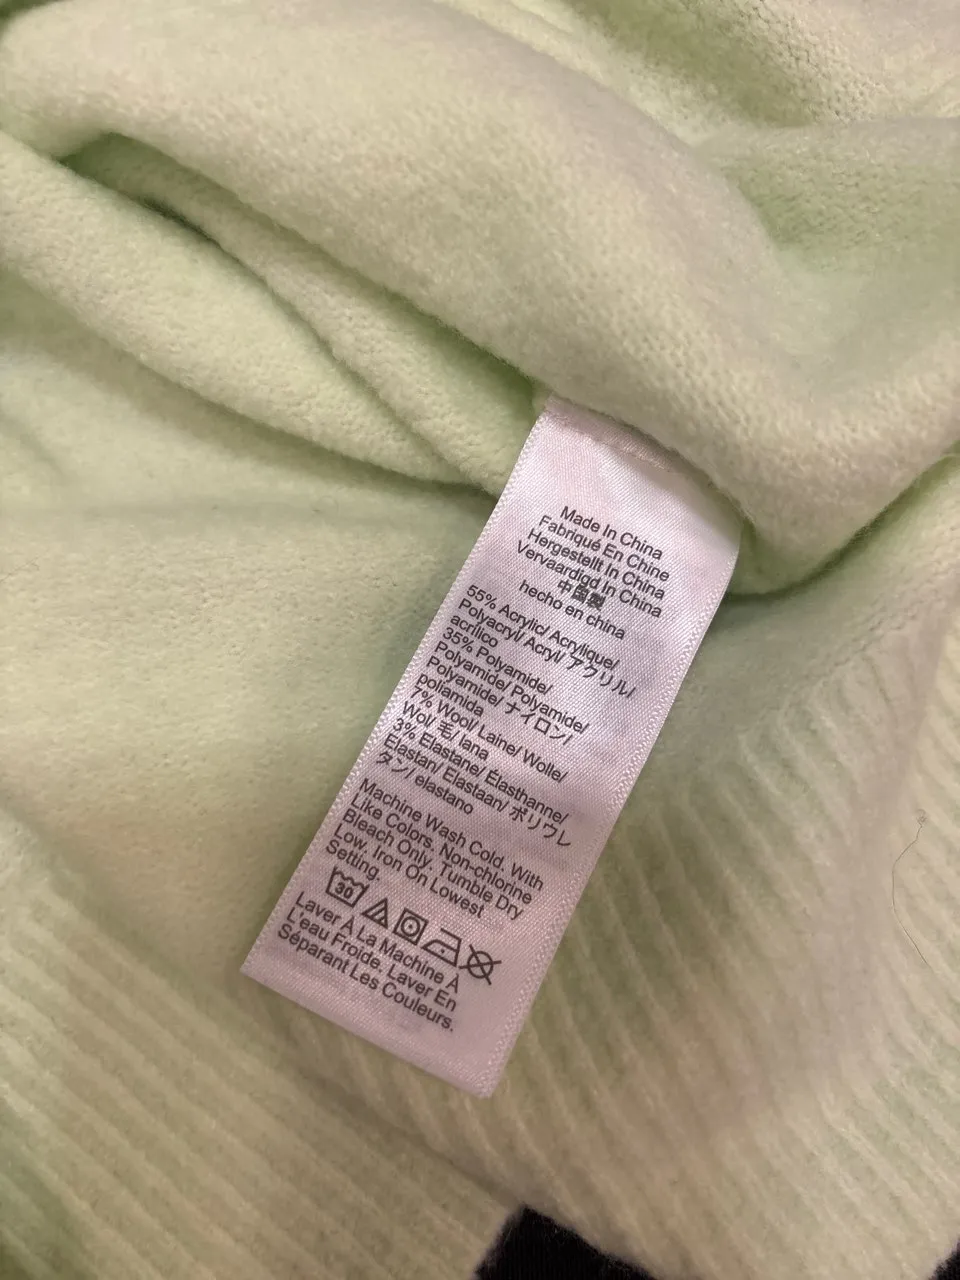 Made In China
Fabriqué En Chine
Hergestellt In China
Vervaardigd In China
中国製
hecho en china
55% Acrylic/ Acrylique/
Polyacryl/ Acryl/ アクリル/
acrílico
35% Polyamide/
Polyamide/ Polyamide/
Polyamide/ ナイロン/
poliamida
7% Wool/ Laine/ Wolle/
Wol/ 毛/ lana
3% Elastane/ Élasthanne/
Elastan/ Elastaan/ ポリウレ
タン/ elastano
Machine Wash Cold. With
Like Colors. Non-chlorine
Bleach Only. Tumble Dry
Low. Iron On Lowest
Setting.
30
Laver À La Machine À
L'eau Froide. Laver En
Séparant Les Couleurs.